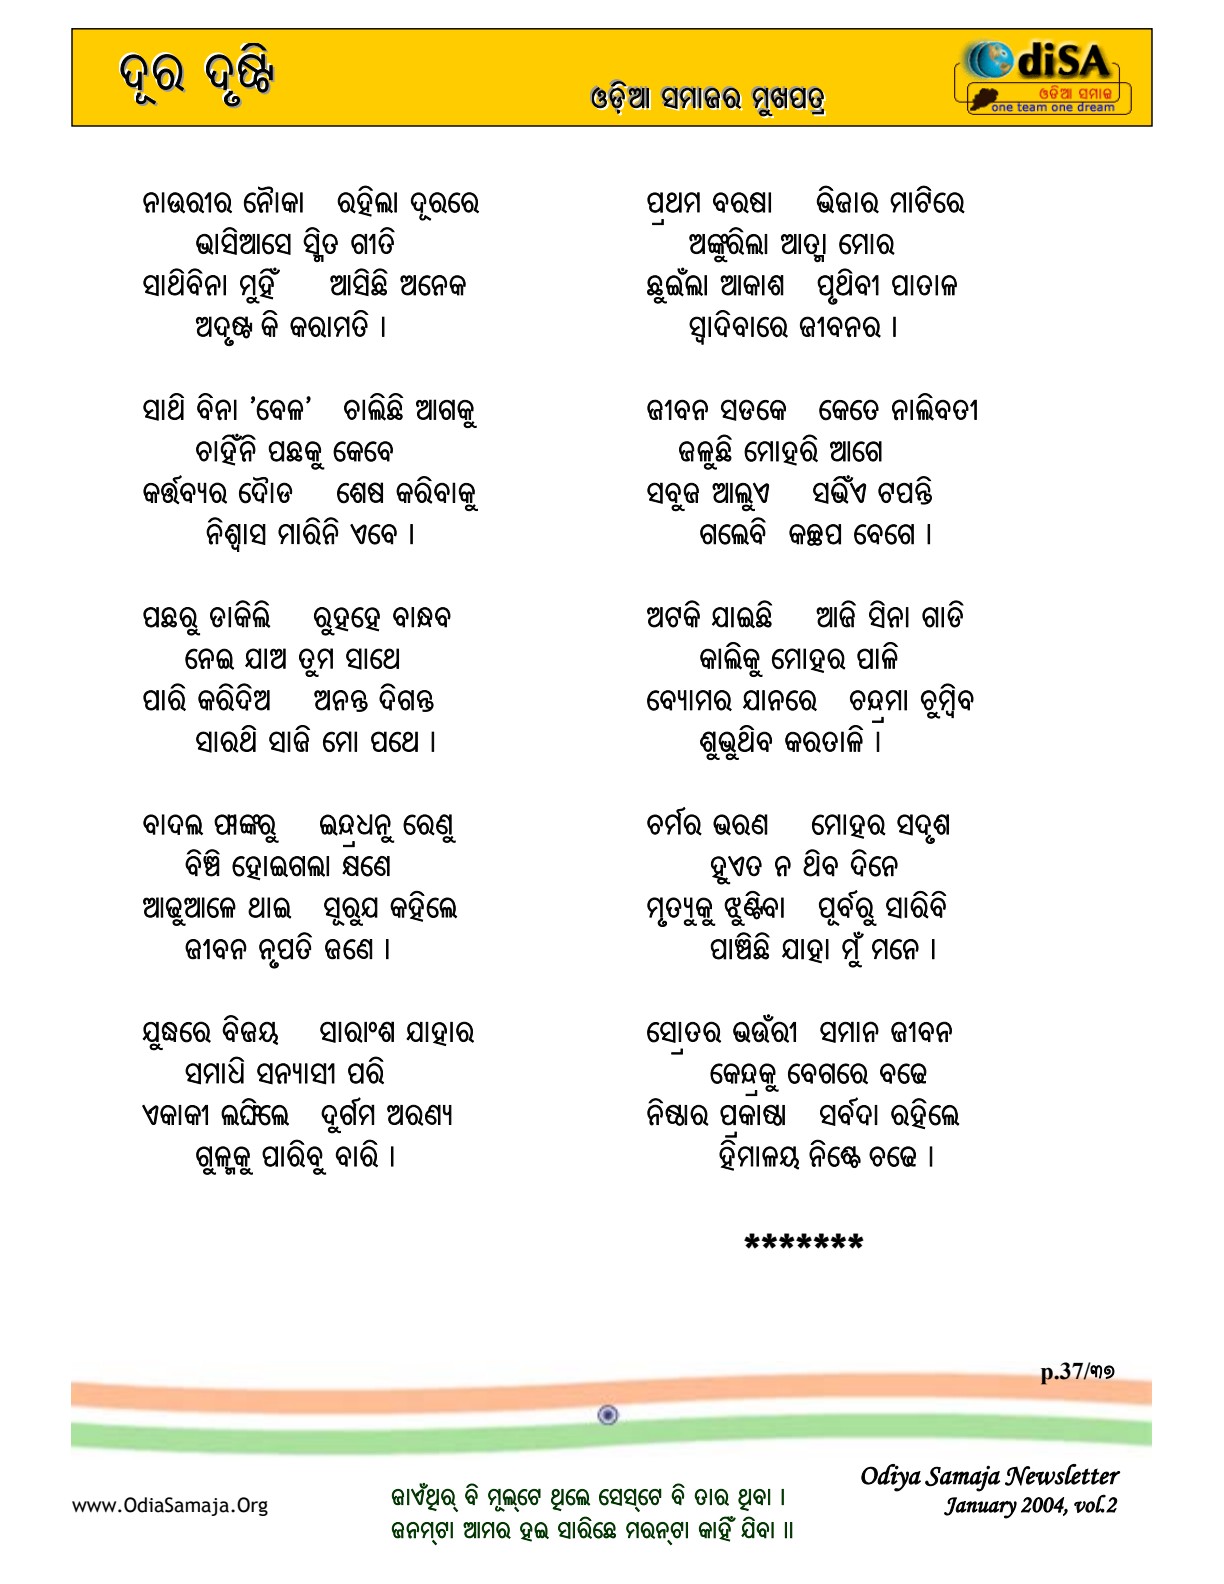 ଦୂର ଦୃଷ୍ଟି
ଓଡ଼ିଆ ସମାଜର ମୁଖପତ୍ର
OdiSA
ଓଡିଆ ସମାଜ
one team one dream
ନାଉରୀର ନୌକା ରହିଲା ଦୂରରେ
ଭାସିଆସେ ସ୍ମିତ ଗୀତି
ସାଥିବିନା ମୁହିଁ ଆସିଛି ଅନେକ
ଅଦୃଷ୍ଟ କି କରାମତି ।
ସାଥି ବିନା 'ବେଳ' ଚାଲିଛି ଆଗକୁ
ଚାହିଁନି ପଛକୁ କେବେ
କର୍ତ୍ତବ୍ୟର ଦୌଡ ଶେଷ କରିବାକୁ
ନିଶ୍ଵାସ ମାରିନି ଏବେ ।
ପଛରୁ ଡାକିଲି ରୁହହେ ବାନ୍ଧବ
ନେଇ ଯାଅ ତୁମ ସାଥେ
ପାରି କରିଦିଅ ଅନନ୍ତ ଦିଗନ୍ତ
ସାରଥି ସାଜି ମୋ ପଥେ ।
ବାଦଲ ଫାଙ୍କରୁ ଇନ୍ଦ୍ରଧନୁ ରେଣୁ
ବିଞ୍ଚି ହୋଇଗଲା କ୍ଷଣେ
ଆଢୁଆଳେ ଥାଇ ସୂରୁଯ କହିଲେ
ଜୀବନ ନୃପତି ଜଣେ ।
ଯୁଦ୍ଧରେ ବିଜୟ ସାରାଂଶ ଯାହାର
ସମାଧି ସନ୍ୟାସୀ ପରି
ଏକାକୀ ଲଙ୍ଘିଲେ ଦୁର୍ଗମ ଅରଣ୍ୟ
ଗୁଳ୍ମକୁ ପାରିବୁ ବାରି ।
ପ୍ରଥମ ବରଷା ଭିଜାର ମାଟିରେ
ଅଙ୍କୁରିଲା ଆତ୍ମା ମୋର
ଛୁଇଁଲା ଆକାଶ ପୃଥିବୀ ପାତାଳ
ସ୍ଵାଦିବାରେ ଜୀବନର ।
ଜୀବନ ସଡକେ କେତେ ନାଲିବତୀ
ଜଳୁଛି ମୋହରି ଆଗେ
ସବୁଜ ଆଲୁଏ ସଭିଁଏ ଟପନ୍ତି
ଗଲେବି କଚ୍ଛପ ବେଗେ ।
ଅଟକି ଯାଇଛି ଆଜି ସିନା ଗାଡି
କାଲିକୁ ମୋହର ପାଳି
ବ୍ୟୋମର ଯାନରେ ଚନ୍ଦ୍ରମା ଚୁମ୍ବିବ
ଶୁଭୁଥିବ କରତାଳି ।
ଚର୍ମର ଭରଣ ମୋହର ସଦୃଶ
ହୁଏତ ନ ଥିବ ଦିନେ
ମୃତ୍ୟୁକୁ ଝୁଣ୍ଟିବା ପୂର୍ବରୁ ସାରିବି
ପାଞ୍ଚିଛି ଯାହା ମୁଁ ମନେ ।
ସ୍ରୋତର ଭଉଁରୀ ସମାନ ଜୀବନ
କେନ୍ଦ୍ରକୁ ବେଗରେ ବଢେ
ନିଷ୍ଠାର ପ୍ରକାଷ୍ଠା ସର୍ବଦା ରହିଲେ
ହିମାଳୟ ନିଷ୍ଟେ ଚଢେ ।
*******
p.37/୩୭
Odiya Samaja Newsletter
January 2004, vol.2
www.OdiaSamaja.Org
ଜାଏଁଥିର୍ ବି ମୂଲ୍‌ଟେ ଥିଲେ ସେସ୍‌ଟେ ବି ତାର ଥିବା ।
ଜନମ୍‌ଟା ଆମର ହଇ ସାରିଛେ ମରନ୍‌ଟା କାହିଁ ଯିବା ॥